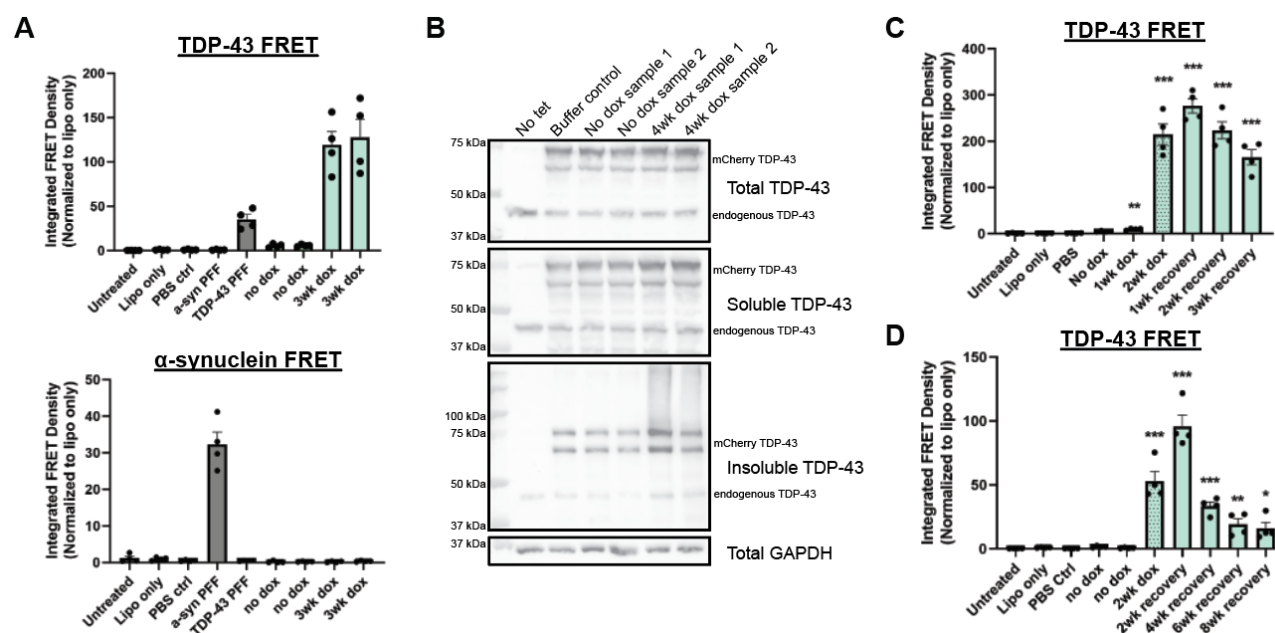 A
TDP-43 FRET
Integrated FRET Density
(Normalized to lipo only)
200
150
100
50
0
Untreated
Lipo only
PBS ctrl
a-syn PFF
TDP-43 PFF
no dox
no dox
3wk dox
3wk dox
α-synuclein FRET
Integrated FRET Density
(Normalized to lipo only)
50
40
30
20
10
0
Untreated
Lipo only
PBS ctrl
a-syn PFF
TDP-43 PFF
no dox
no dox
3wk dox
3wk dox
B
No tet
Buffer control
No dox sample 1
No dox sample 2
4wk dox sample 1
4wk dox sample 2
75 kDa
50 kDa
37 kDa
mCherry TDP-43
Total TDP-43
endogenous TDP-43
75 kDa
50 kDa
37 kDa
mCherry TDP-43
Soluble TDP-43
endogenous TDP-43
100 kDa
75 kDa
50 kDa
37 kDa
mCherry TDP-43
Insoluble TDP-43
endogenous TDP-43
37 kDa
Total GAPDH
C
TDP-43 FRET
Integrated FRET Density
(Normalized to lipo only)
400
300
200
100
0
**
***
***
***
***
Untreated
Lipo only
PBS
No dox
1wk dox
2wk dox
1wk recovery
2wk recovery
3wk recovery
D
TDP-43 FRET
Integrated FRET Density
(Normalized to lipo only)
150
100
50
0
***
***
***
**
*
Untreated
Lipo only
PBS Ctrl
no dox
no dox
2wk dox
2wk recovery
4wk recovery
6wk recovery
8wk recovery